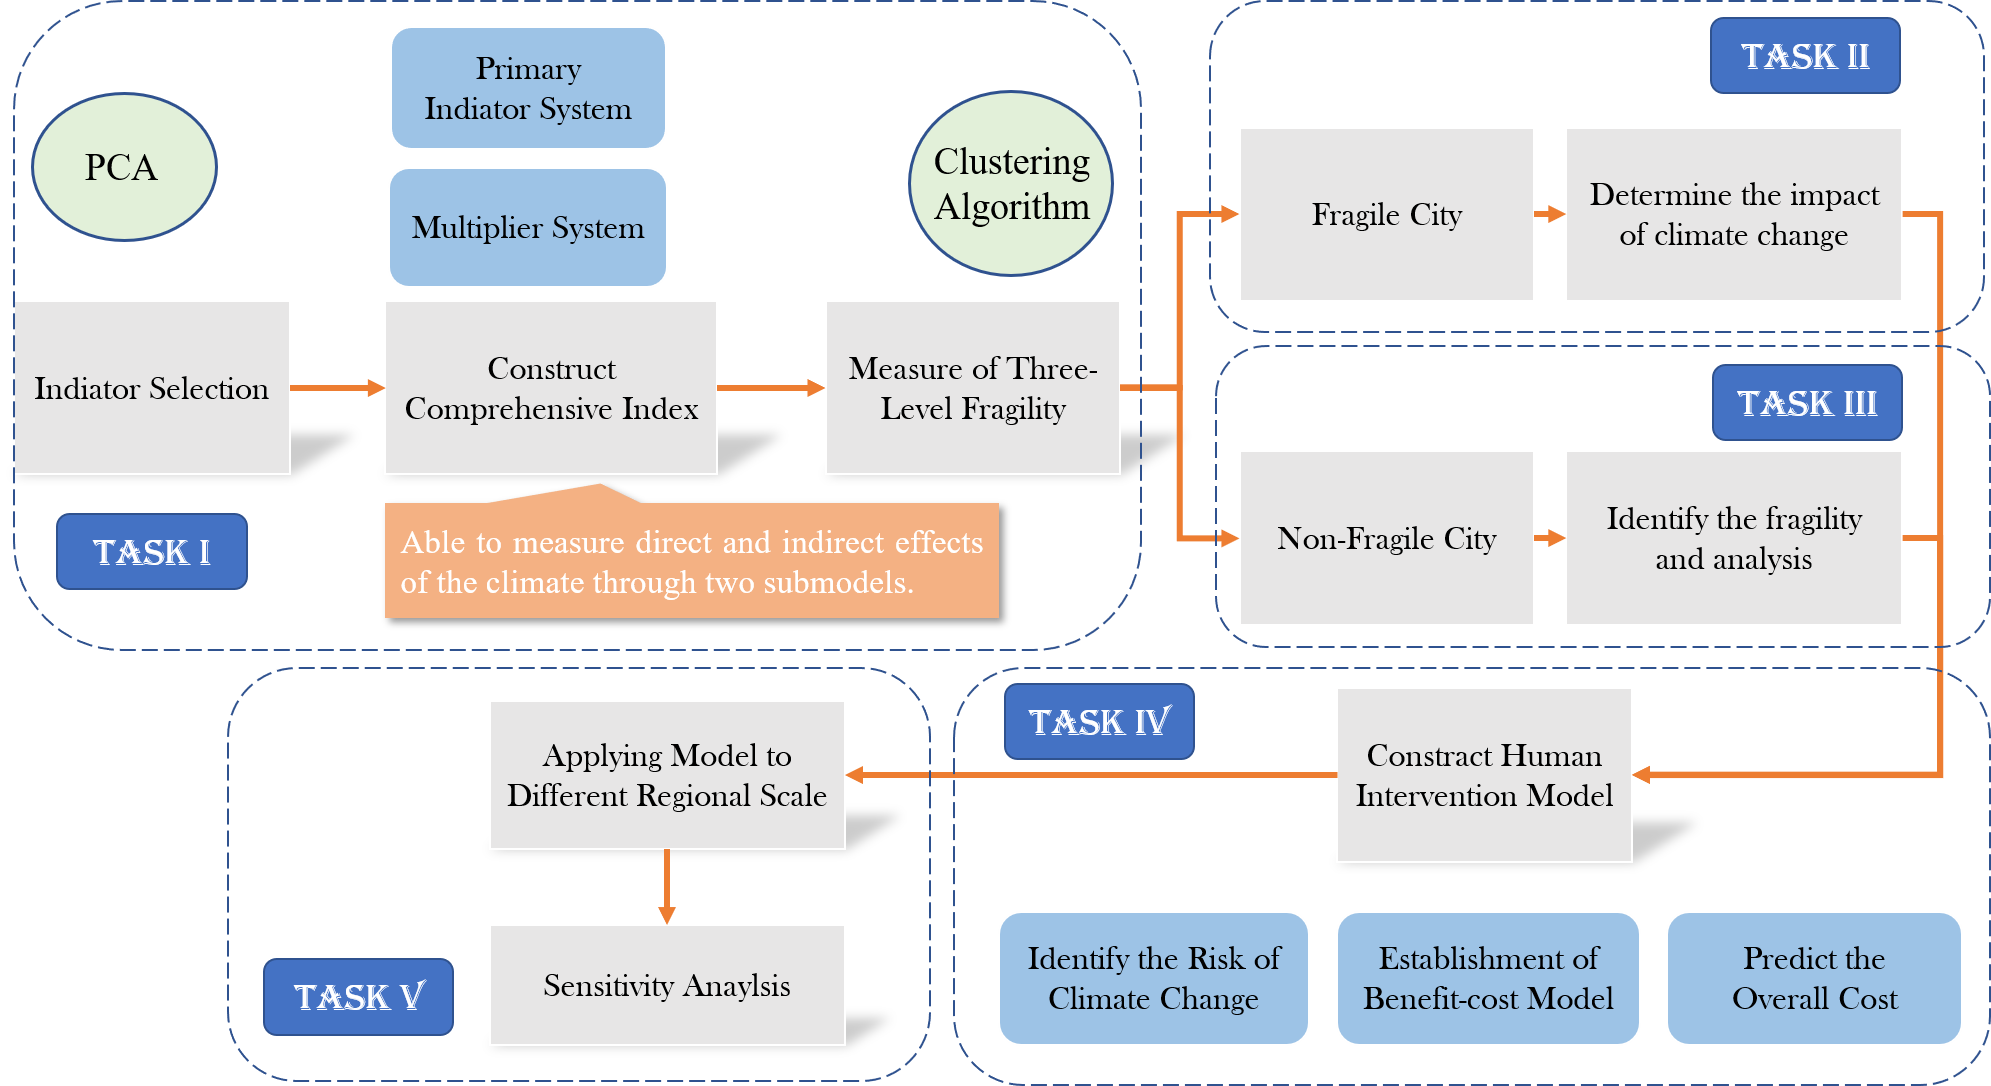 PCA
Primary
Indiator System
Multiplier System
Clustering
Algorithm
Indiator Selection
Construct
Comprehensive Index
Measure of Three-
Level Fragility
Able to measure direct and indirect effects
of the climate through two submodels.
TASK I
TASK II
Fragile City
Determine the impact
of climate change
TASK III
Non-Fragile City
Identify the fragility
and analysis
TASK IV
Constract Human
Intervention Model
Identify the Risk of
Climate Change
Establishment of
Benefit-cost Model
Predict the
Overall Cost
Applying Model to
Different Regional Scale
Sensitivity Anaylsis
TASK V